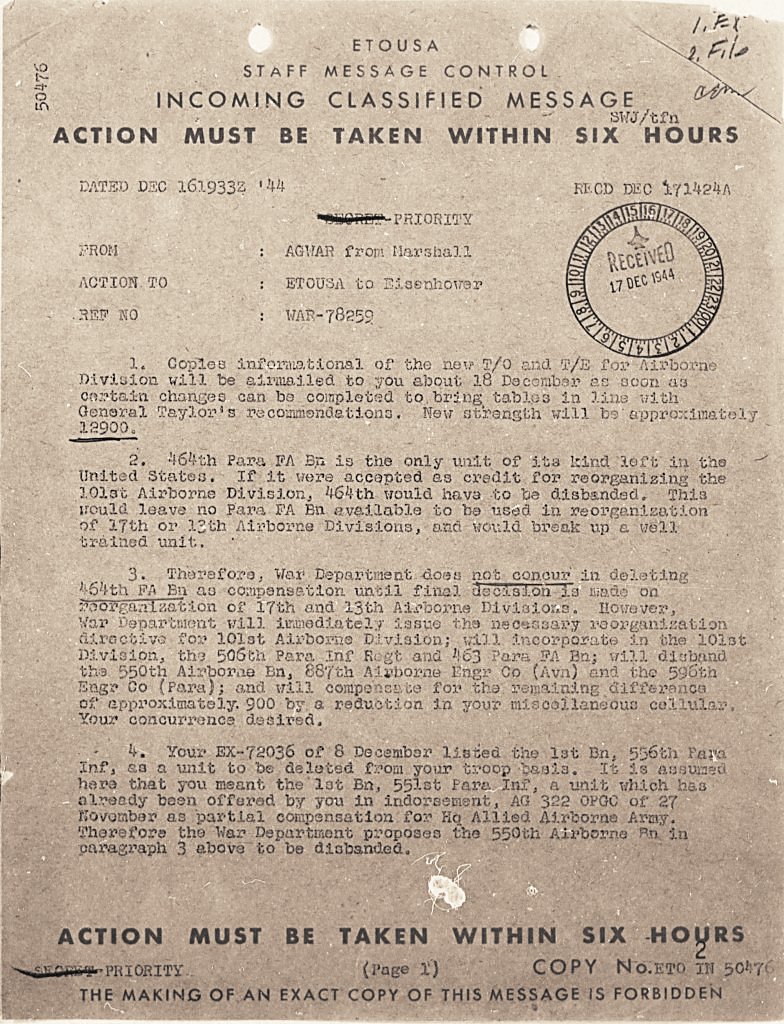 1. Ex
2. File
50476
ETOUSA
STAFF MESSAGE CONTROL
INCOMING CLASSIFIED MESSAGE
SWJ/tfn
ACTION MUST BE TAKEN WITHIN SIX HOURS
DATED DEC 161933Z '44 RECD DEC 171424A
SECRET PRIORITY
FROM : AGWAR from Marshall
ACTION TO : ETOUSA to Eisenhower
REF NO : WAR-78259
RECEIVED
17 DEC 1944
1. Copies informational of the new T/O and T/E for Airborne
Division will be airmailed to you about 18 December as soon as
certain changes can be completed to bring tables in line with
General Taylor's recommendations. New strength will be approximately
12900.
2. 464th Para FA Bn is the only unit of its kind left in the
United States. If it were accepted as credit for reorganizing the
101st Airborne Division, 464th would have to be disbanded. This
would leave no Para FA Bn available to be used in reorganization
of 17th or 13th Airborne Divisions, and would break up a well
trained unit.
3. Therefore, War Department does not concur in deleting
464th FA Bn as compensation until final decision is made on
reorganization of 17th and 13th Airborne Divisions. However,
War Department will immediately issue the necessary reorganization
directive for 101st Airborne Division; will incorporate in the 101st
Division, the 506th Para Inf Regt and 463 Para FA Bn; will disband
the 550th Airborne Bn, 887th Airborne Engr Co (Avn) and the 596th
Engr Co (Para); and will compensate for the remaining difference
of approximately 900 by a reduction in your miscellaneous cellular.
Your concurrence desired.
4. Your EX-72036 of 8 December listed the 1st Bn, 556th Para
Inf, as a unit to be deleted from your troop basis. It is assumed
here that you meant the 1st Bn, 551st Para Inf, a unit which has
already been offered by you in indorsement, AG 322 OPGC of 27
November as partial compensation for Hq Allied Airborne Army.
Therefore the War Department proposes the 550th Airborne Bn in
paragraph 3 above to be disbanded.
ACTION MUST BE TAKEN WITHIN SIX HOURS
2
SECRET PRIORITY (Page 1) COPY No. ETO IN 50476
THE MAKING OF AN EXACT COPY OF THIS MESSAGE IS FORBIDDEN